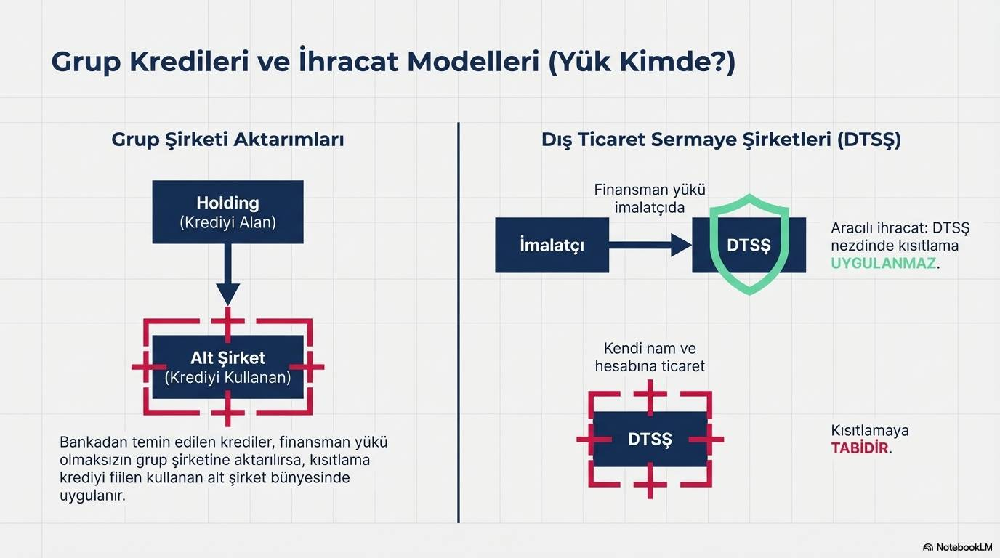 Grup Kredileri ve İhracat Modelleri (Yük Kimde?)
Grup Şirketi Aktarımları
Holding
(Krediyi Alan)
Alt Şirket
(Krediyi Kullanan)
Bankadan temin edilen krediler, finansman yükü
olmaksızın grup şirketine aktarılırsa, kısıtlama
krediyi fiilen kullanan alt şirket bünyesinde
uygulanır.
Dış Ticaret Sermaye Şirketleri (DTSŞ)
Finansman yükü
imalatçıda
İmalatçı
DTSŞ
Aracılı ihracat: DTSŞ
nezdinde kısıtlama
UYGULANMAZ.
Kendi nam ve
hesabına ticaret
DTSŞ
Kısıtlamaya
TABİDİR.
NotebookLM